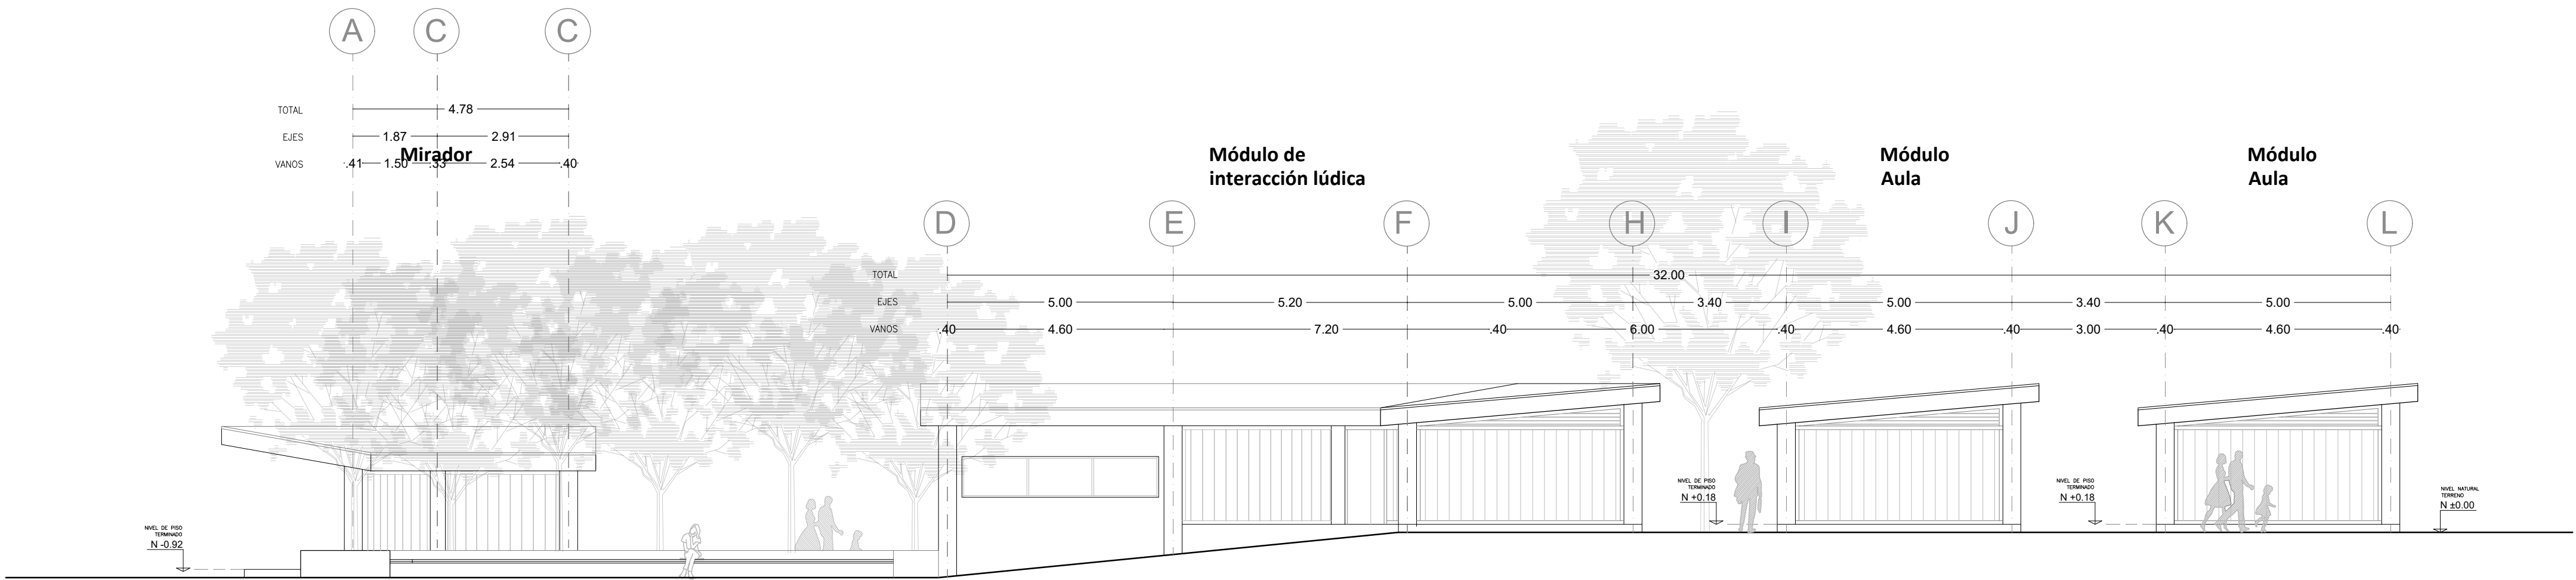 A C C
TOTAL 4.78
EJES 1.87 2.91
Mirador
VANOS .41 1.50 .33 2.54 .40
Módulo de
interacción lúdica
Módulo
Aula
Módulo
Aula
D E F H I J K L
TOTAL 32.00
EJES 5.00 5.20 5.00 3.40 5.00 3.40 5.00
VANOS .40 4.60 7.20 .40 6.00 .40 4.60 .40 3.00 .40 4.60 .40
NIVEL DE PISO
TERMINADO
N -0.92
NIVEL DE PISO
TERMINADO
N +0.18
NIVEL DE PISO
TERMINADO
N +0.18
NIVEL NATURAL
TERRENO
N ±0.00